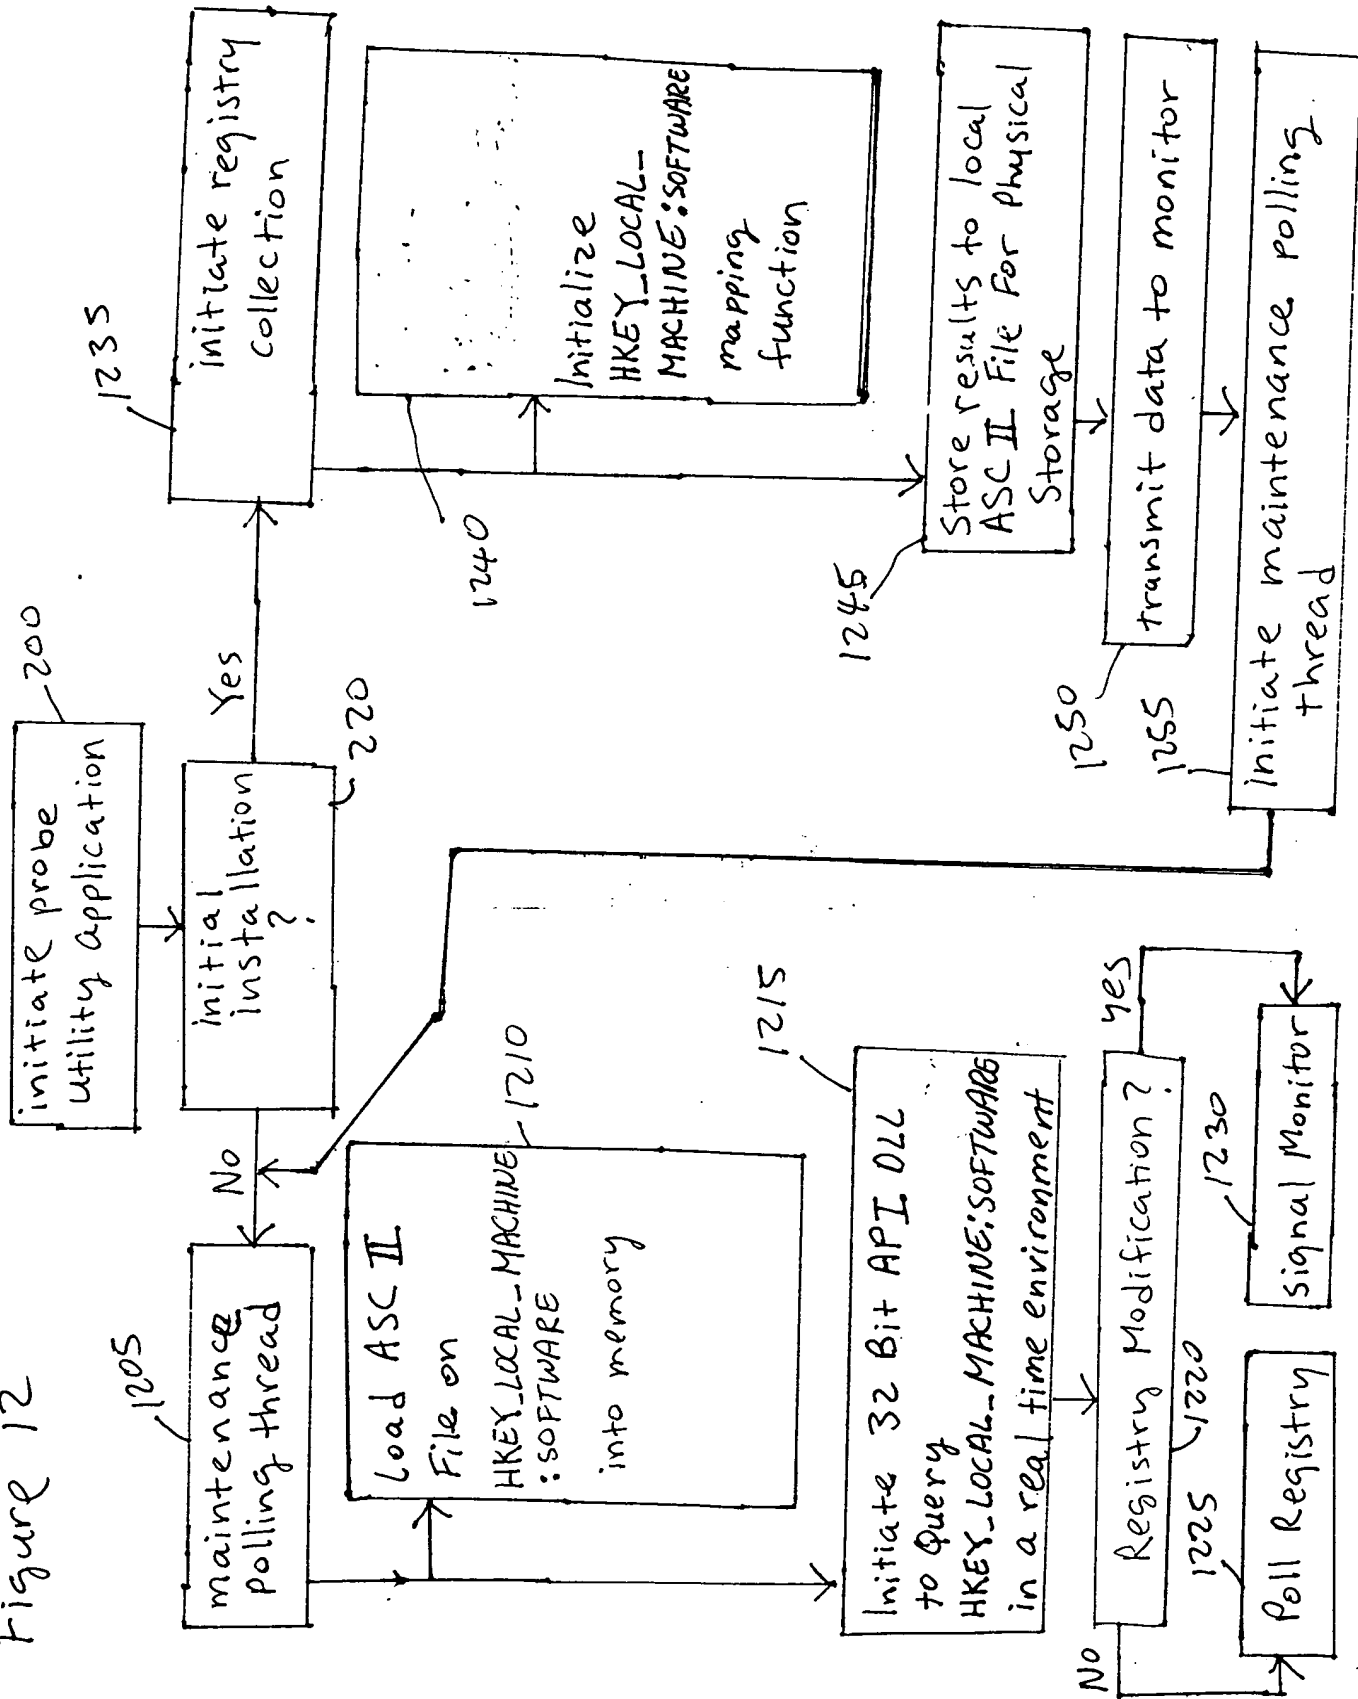 Figure 12
initiate probe
utility application
200
initial
installation
?
220
Yes
No
1235
initiate registry
collection
1240
Initialize
HKEY_LOCAL_
MACHINE:SOFTWARE
mapping
function
1245
Store results to local
ASC II File For Physical
Storage
1250
transmit data to monitor
1255
Initiate maintenance polling
thread
1205
maintenance
polling thread
1210
Load ASC II
File on
HKEY_LOCAL_MACHINE
:SOFTWARE
into memory
1215
Initiate 32 Bit API DLL
to Query
HKEY_LOCAL_MACHINE:SOFTWARE
in a real time environment
Registry Modification?
1220
No
yes
1225
Poll Registry
1230
Signal Monitor